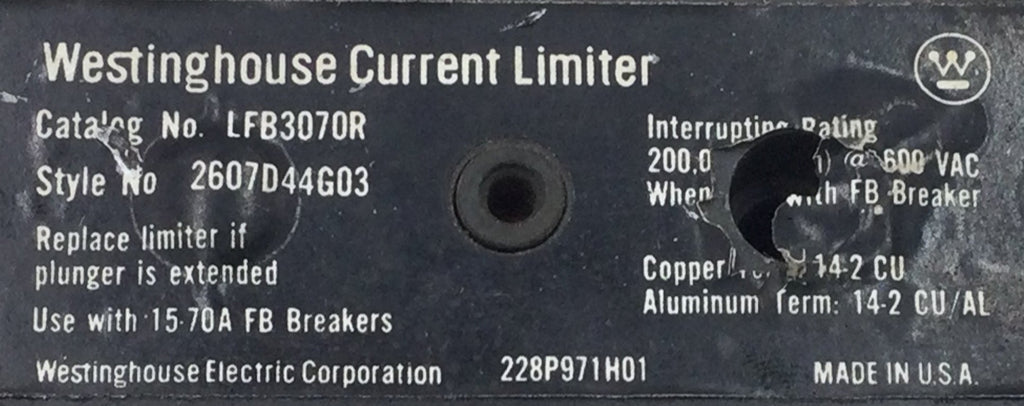 Westinghouse Current Limiter
W
Catalog No. LFB3070R
Style No 2607D44G03
Replace limiter if
plunger is extended
Use with 15-70A FB Breakers
Interrupting Rating
@ 600 VAC
When with FB Breaker
Copper 14-2 CU
Aluminum Term: 14-2 CU/AL
Westinghouse Electric Corporation
228P971H01
MADE IN U.S.A.